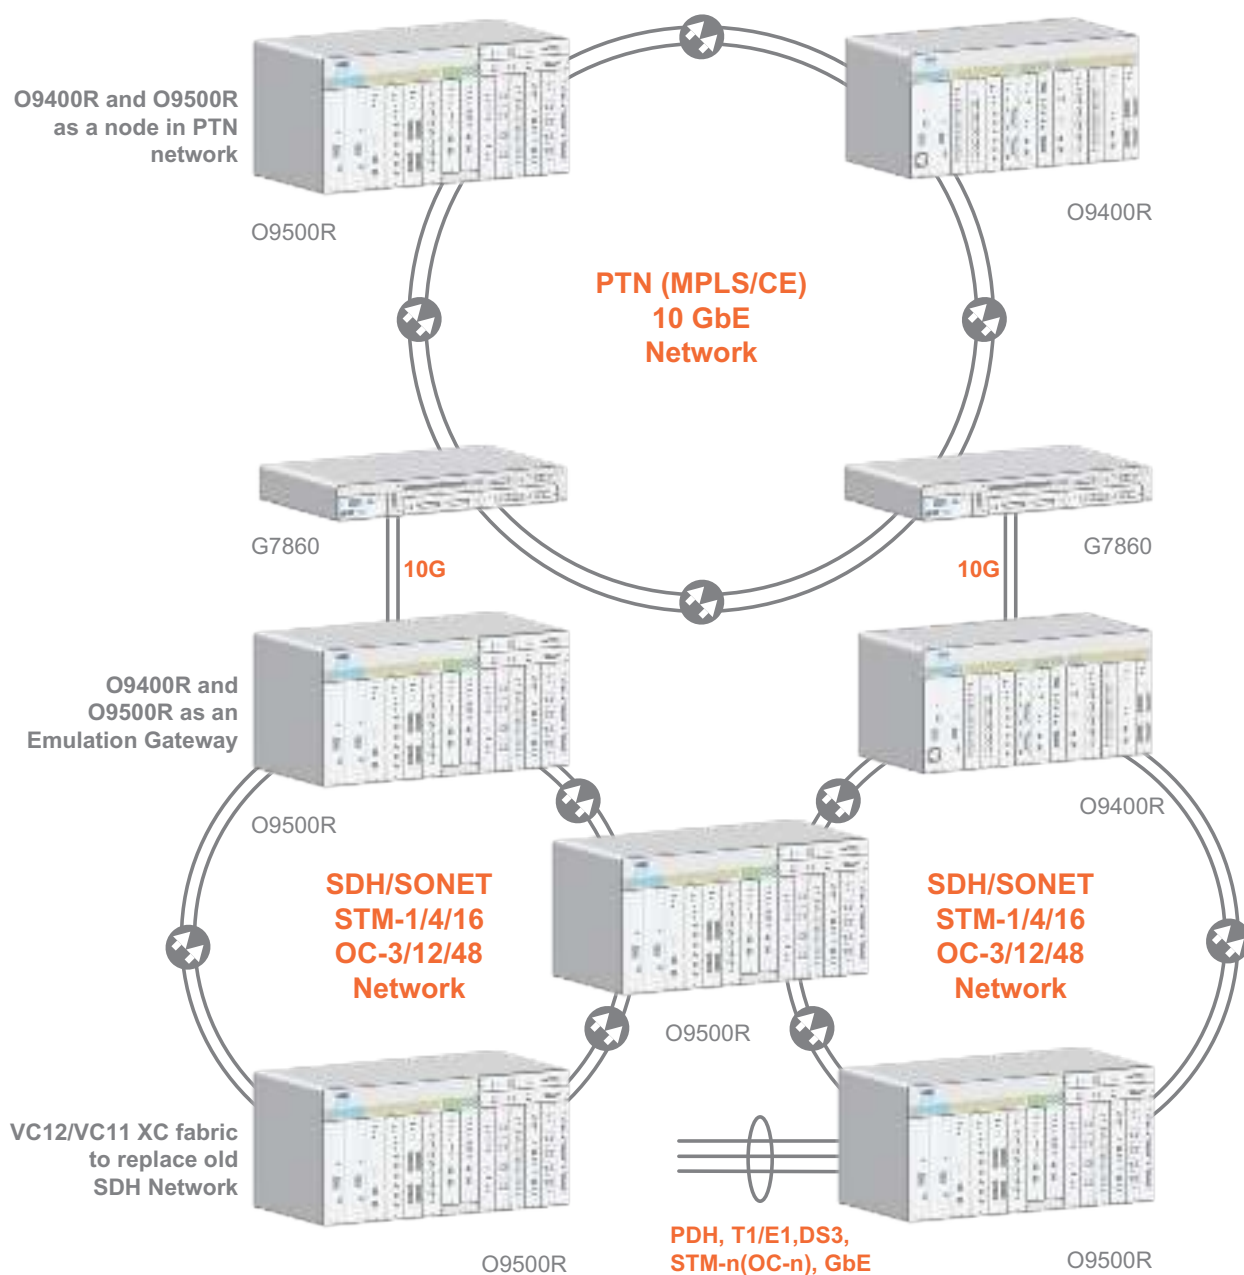 O9400R and O9500R
as a node in PTN
network
O9500R
O9400R
PTN (MPLS/CE)
10 GbE
Network
G7860
G7860
10G
10G
O9400R and
O9500R as an
Emulation Gateway
O9500R
O9400R
SDH/SONET
STM-1/4/16
OC-3/12/48
Network
SDH/SONET
STM-1/4/16
OC-3/12/48
Network
O9500R
VC12/VC11 XC fabric
to replace old
SDH Network
O9500R
PDH, T1/E1,DS3,
STM-n(OC-n), GbE
O9500R